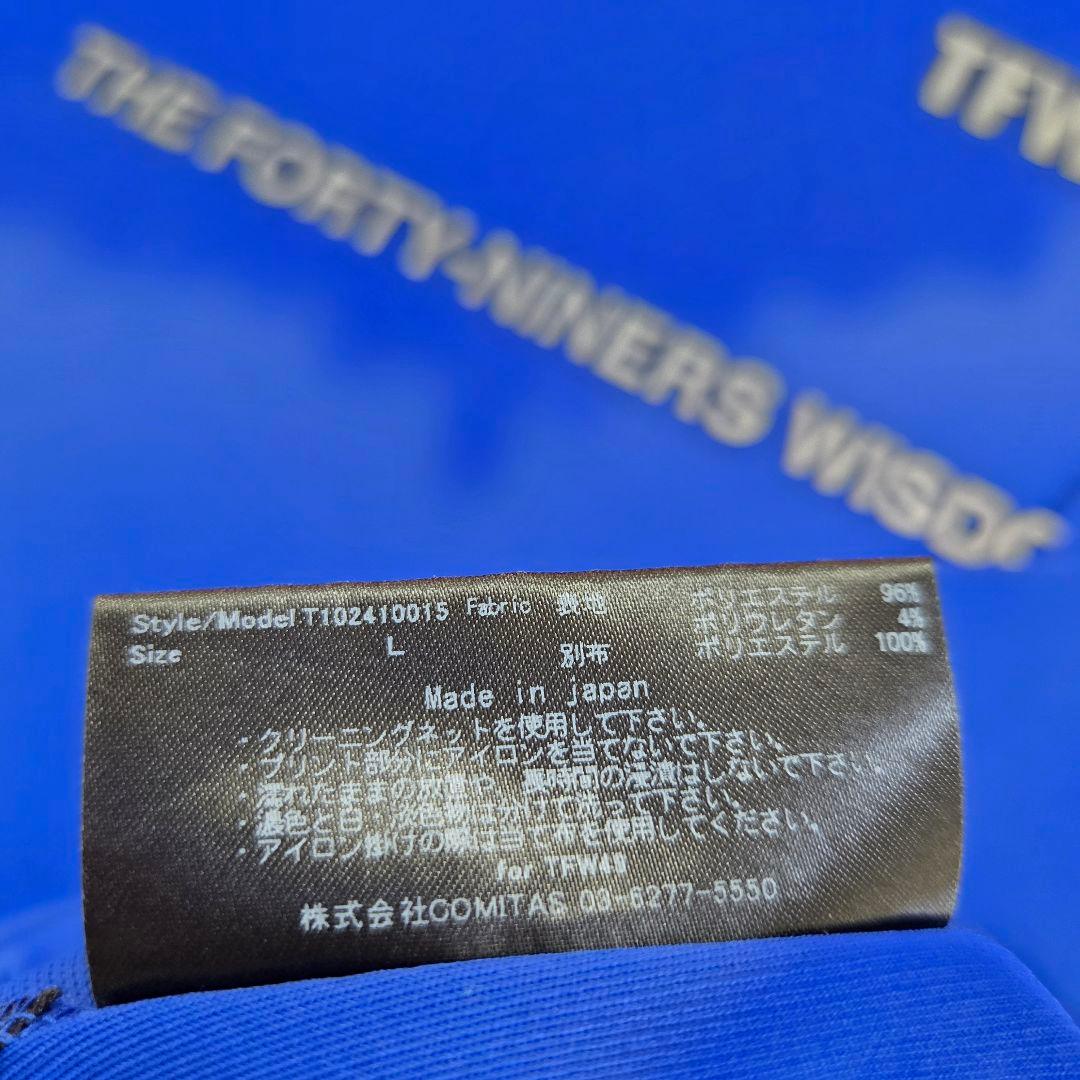 THE FORTY-NINERS WISDO
TFW
Style/Model T102410015 Fabric 表地 ポリエステル 96%
ポリウレタン 4%
Size L 別布 ポリエステル 100%
Made in japan
・クリーニングネットを使用して下さい。
・プリント部分にアイロンを当てないで下さい。
・濡れたままの放置や、長時間の浸漬はしないで下さい。
・濃色と白・淡色物は分けて洗って下さい。
・アイロン掛けの際は当て布を使用してください。
for TFW49
株式会社COMITAS 03-6277-5550